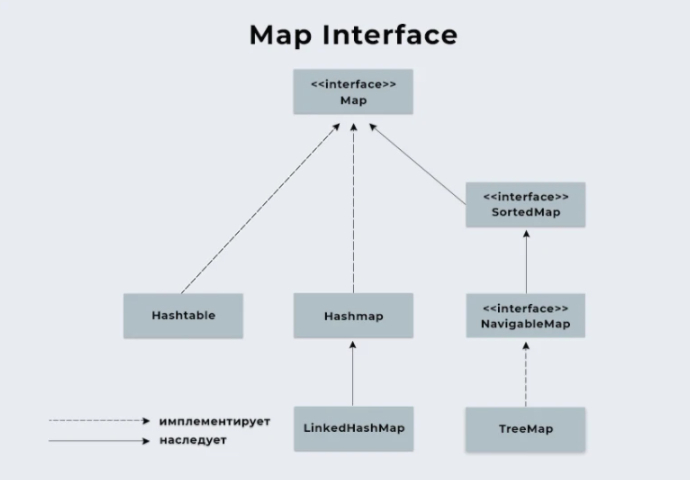 Map Interface
<<interface>>
Map
<<interface>>
SortedMap
Hashtable
Hashmap
<<interface>>
NavigableMap
LinkedHashMap
TreeMap
имплементирует
наследует